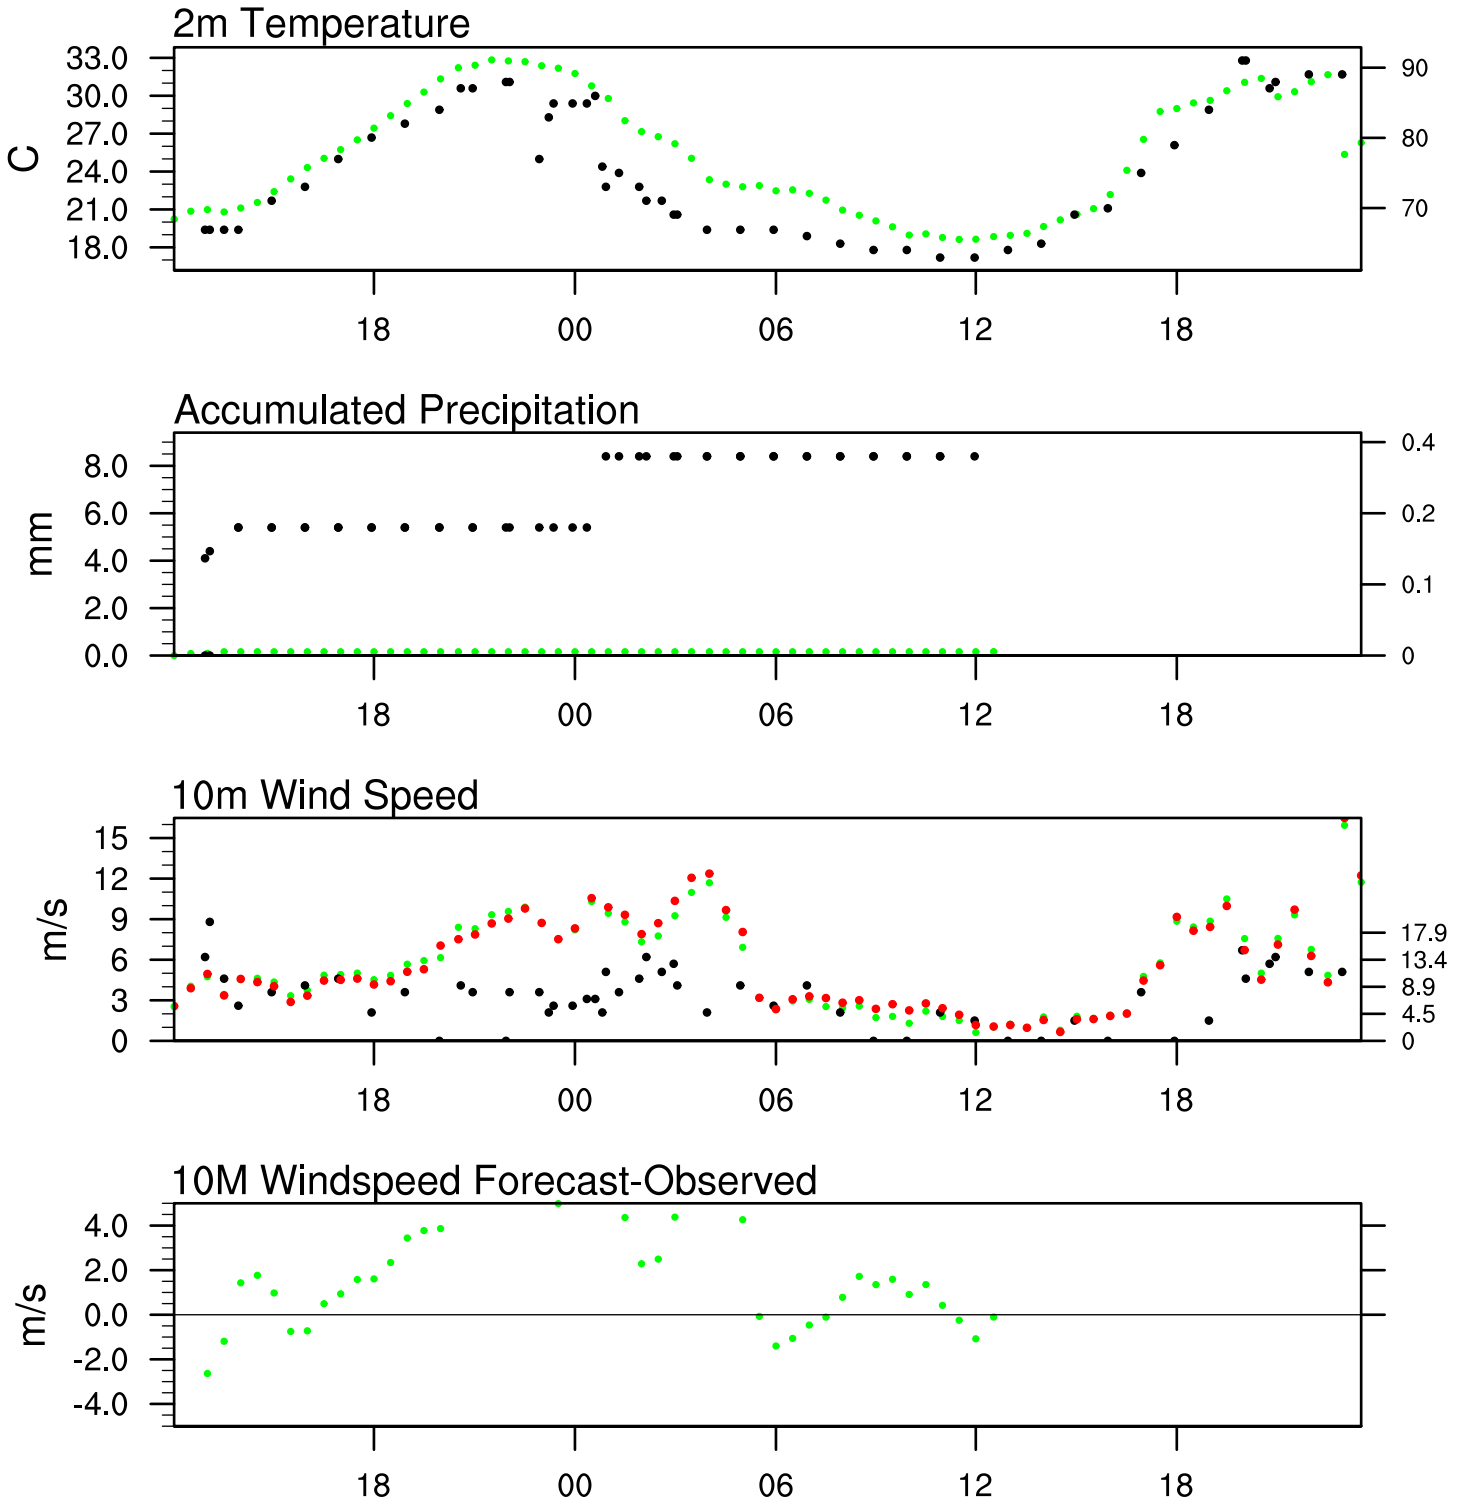 2m Temperature
33.0
30.0
27.0
24.0
21.0
18.0
C
90
80
70
18 00 06 12 18
Accumulated Precipitation
8.0
6.0
4.0
2.0
0.0
mm
0.4
0.2
0.1
0
18 00 06 12 18
10m Wind Speed
15
12
9
6
3
0
m/s
17.9
13.4
8.9
4.5
0
18 00 06 12 18
10M Windspeed Forecast-Observed
4.0
2.0
0.0
-2.0
-4.0
m/s
18 00 06 12 18